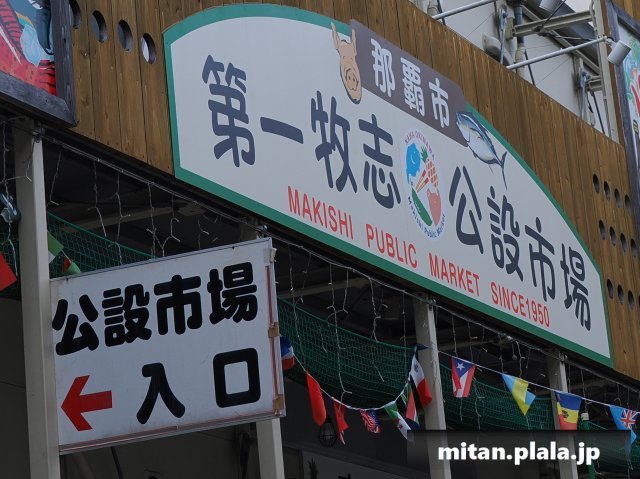 那覇市
第一牧志公設市場
MAKISHI PUBLIC MARKET SINCE1950
公設市場
入口
mitan.plala.jp